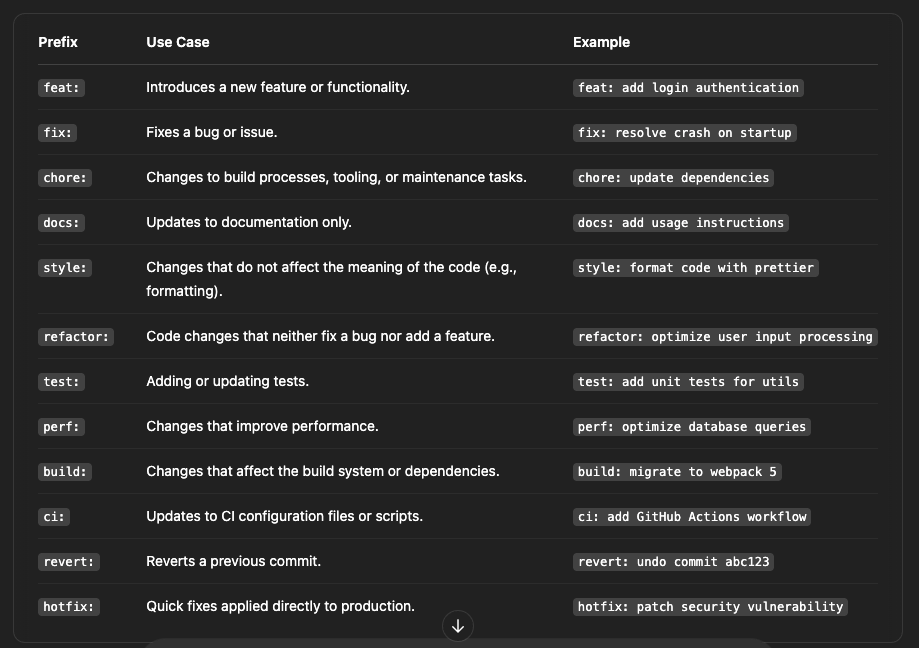 Prefix Use Case Example
feat: Introduces a new feature or functionality. feat: add login authentication
fix: Fixes a bug or issue. fix: resolve crash on startup
chore: Changes to build processes, tooling, or maintenance tasks. chore: update dependencies
docs: Updates to documentation only. docs: add usage instructions
style: Changes that do not affect the meaning of the code (e.g., style: format code with prettier
formatting).
refactor: Code changes that neither fix a bug nor add a feature. refactor: optimize user input processing
test: Adding or updating tests. test: add unit tests for utils
perf: Changes that improve performance. perf: optimize database queries
build: Changes that affect the build system or dependencies. build: migrate to webpack 5
ci: Updates to CI configuration files or scripts. ci: add GitHub Actions workflow
revert: Reverts a previous commit. revert: undo commit abc123
hotfix: Quick fixes applied directly to production. hotfix: patch security vulnerability